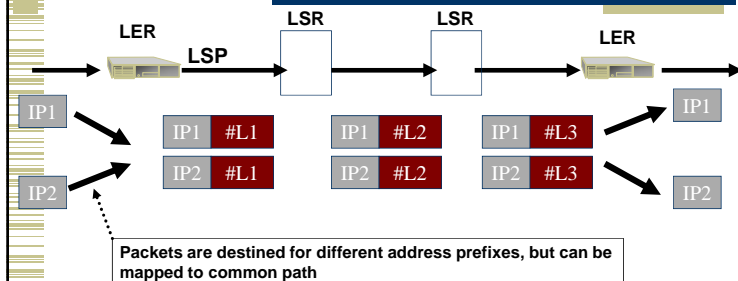 LSR LSR
LER LER
LSP
IP1 IP1 #L1 IP1 #L2 IP1 #L3 IP1
IP2 IP2 #L1 IP2 #L2 IP2 #L3 IP2
Packets are destined for different address prefixes, but can be
mapped to common path